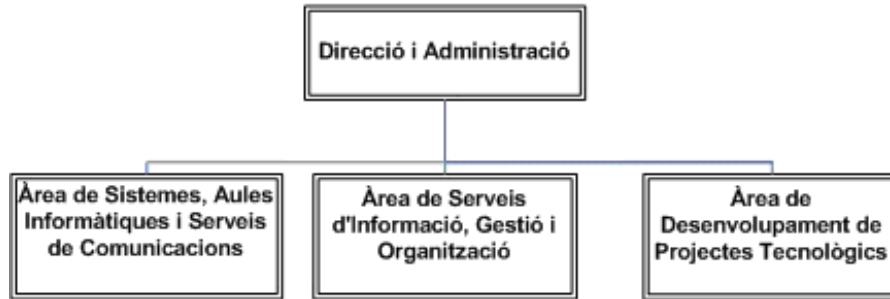 Direcció i Administració
Àrea de Sistemes, Aules
Informàtiques i Serveis
de Comunicacions
Àrea de Serveis
d'Informació, Gestió i
Organització
Àrea de
Desenvolupament de
Projectes Tecnològics